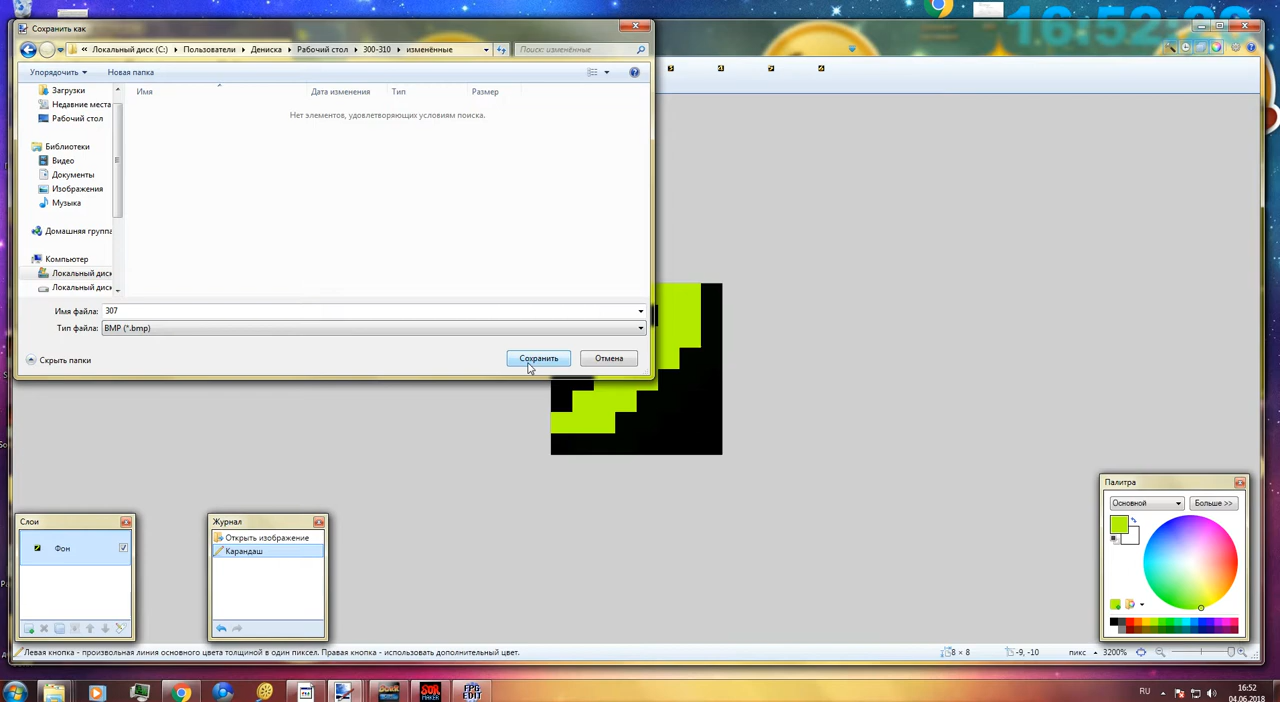 Сохранить как
« Локальный диск (C:) ▸ Пользователи ▸ Дениска ▸ Рабочий стол ▸ 300-310 ▸ изменённые
Поиск: изменённые
Упорядочить
Новая папка
Загрузки
Недавние места
Рабочий стол
Библиотеки
Видео
Документы
Изображения
Музыка
Домашняя группа
Компьютер
Локальный диск
Локальный диск
Имя
Дата изменения
Тип
Размер
Нет элементов, удовлетворяющих условиям поиска.
Имя файла: 307
Тип файла: BMP (*.bmp)
Скрыть папки
Сохранить
Отмена
Слои
Фон
Журнал
Открыть изображение
Карандаш
Палитра
Основной
Больше >>
Левая кнопка - произвольная линия основного цвета толщиной в один пиксел. Правая кнопка - использовать дополнительный цвет.
8 × 8
-9, -10
пикс
3200%
SUR
MAKER
FPG
EDIT
RU
16:52
04.06.2018